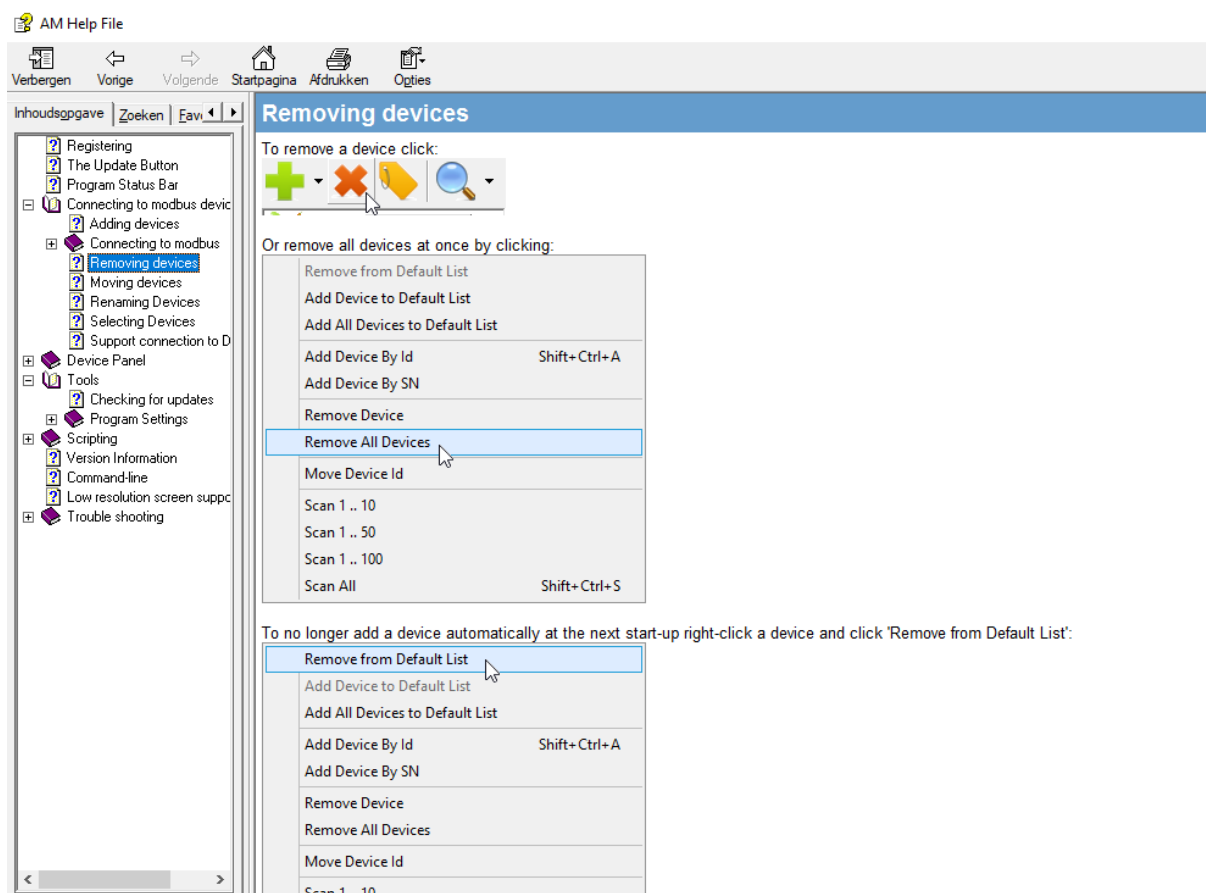 AM Help File
Verbergen Vorige Volgende Startpagina Afdrukken Opties
Inhoudsopgave Zoeken Fav
Registering
The Update Button
Program Status Bar
Connecting to modbus devic
Adding devices
Connecting to modbus
Removing devices
Moving devices
Renaming Devices
Selecting Devices
Support connection to D
Device Panel
Tools
Checking for updates
Program Settings
Scripting
Version Information
Command-line
Low resolution screen suppo
Trouble shooting
Removing devices
To remove a device click:
Or remove all devices at once by clicking:
Remove from Default List
Add Device to Default List
Add All Devices to Default List
Add Device By Id Shift+Ctrl+A
Add Device By SN
Remove Device
Remove All Devices
Move Device Id
Scan 1 .. 10
Scan 1 .. 50
Scan 1 .. 100
Scan All Shift+Ctrl+S
To no longer add a device automatically at the next start-up right-click a device and click 'Remove from Default List':
Remove from Default List
Add Device to Default List
Add All Devices to Default List
Add Device By Id Shift+Ctrl+A
Add Device By SN
Remove Device
Remove All Devices
Move Device Id
Scan 1 .. 10